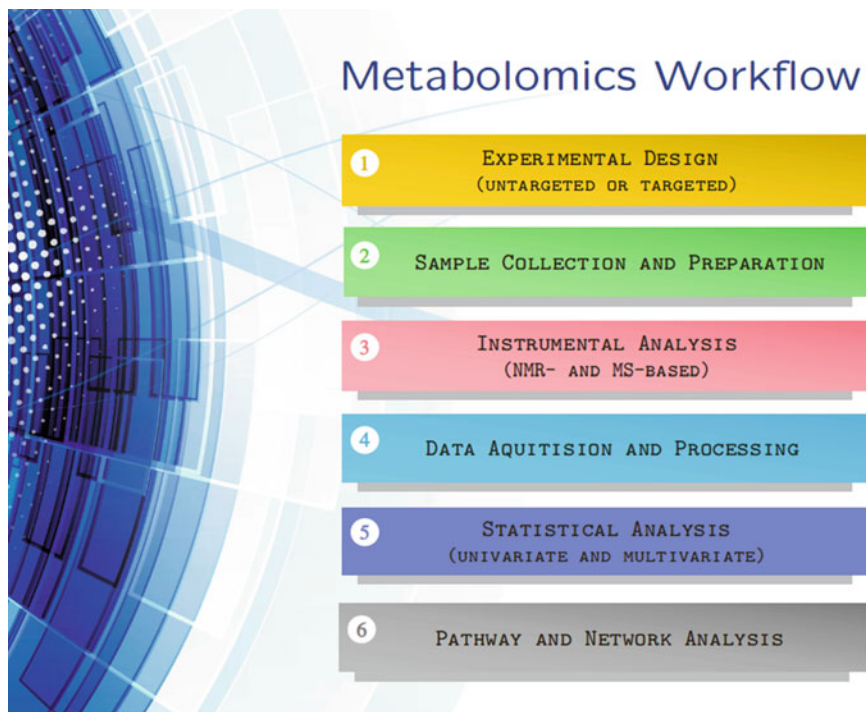 Metabolomics Workflow
1
EXPERIMENTAL DESIGN
(UNTARGETED OR TARGETED)
2
SAMPLE COLLECTION AND PREPARATION
3
INSTRUMENTAL ANALYSIS
(NMR- AND MS-BASED)
4
DATA AQUITISION AND PROCESSING
5
STATISTICAL ANALYSIS
(UNIVARIATE AND MULTIVARIATE)
6
PATHWAY AND NETWORK ANALYSIS